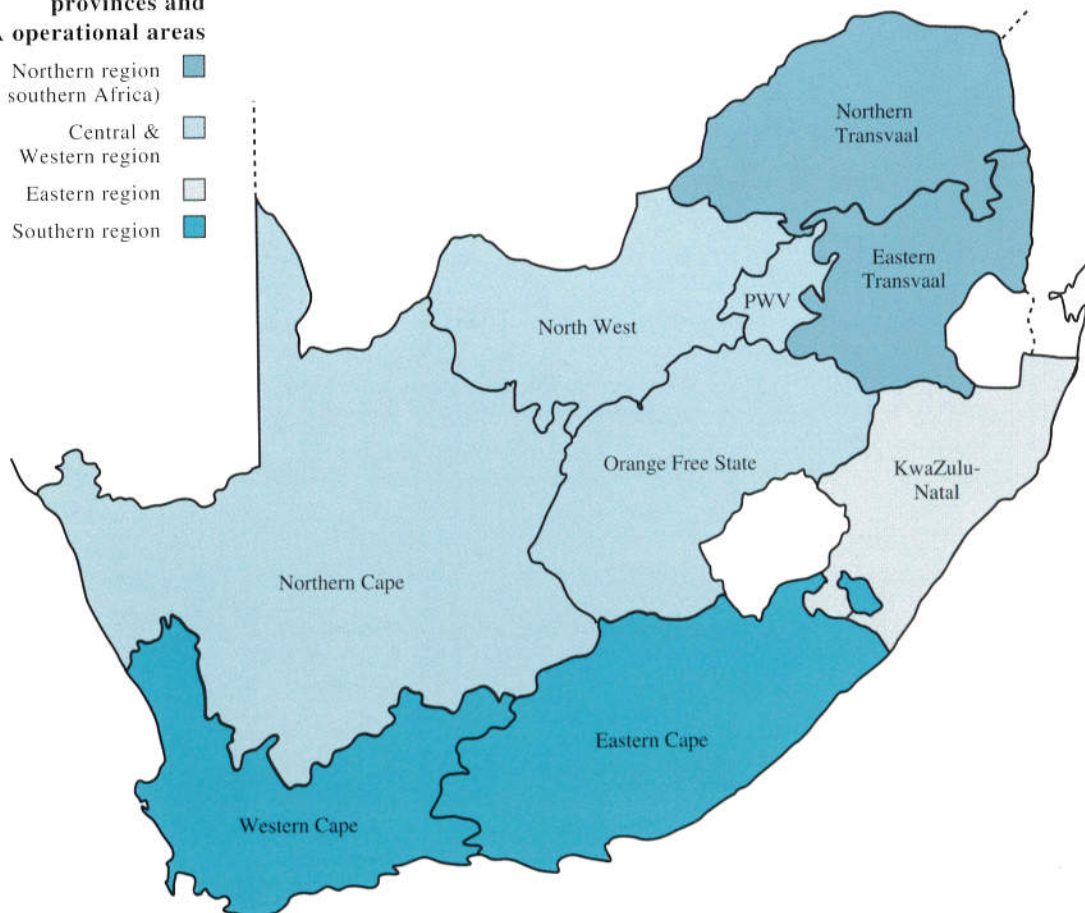 provinces and
operational areas
Northern region
southern Africa)
Central &
Western region
Eastern region
Southern region
Northern
Transvaal
Eastern
Transvaal
PWV
North West
Orange Free State
KwaZulu-
Natal
Northern Cape
Eastern Cape
Western Cape